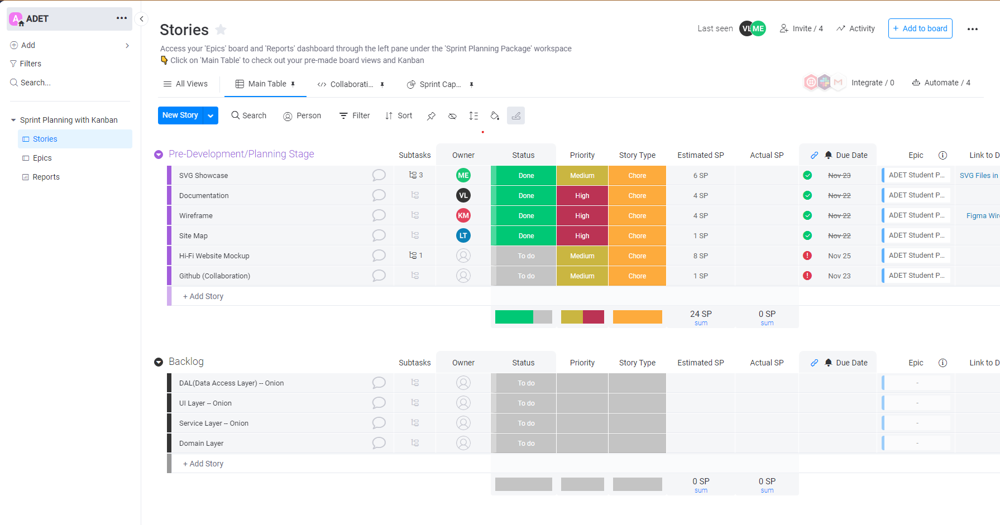 A ADET
Add
Filters
Search...
Sprint Planning with Kanban
Stories
Epics
Reports
Stories
Last seen VL ME Invite / 4 Activity + Add to board
Access your 'Epics' board and 'Reports' dashboard through the left pane under the 'Sprint Planning Package' workspace
Click on 'Main Table' to check out your pre-made board views and Kanban
All Views Main Table Collaborati... Sprint Cap... Integrate / 0 Automate / 4
New Story Search Person Filter Sort
Pre-Development/Planning Stage Subtasks Owner Status Priority Story Type Estimated SP Actual SP Due Date Epic Link to D
SVG Showcase 3 ME Done Medium Chore 6 SP Nov 23 ADET Student P... SVG Files in
Documentation VL Done High Chore 4 SP Nov 22 ADET Student P...
Wireframe KM Done High Chore 4 SP Nov 22 ADET Student P... Figma Wir
Site Map LT Done High Chore 1 SP Nov 22 ADET Student P...
Hi-Fi Website Mockup 1 To do Medium Chore 8 SP Nov 25 ADET Student P...
Github (Collaboration) To do Medium Chore 1 SP Nov 23 ADET Student P...
+ Add Story
24 SP 0 SP
sum sum
Backlog Subtasks Owner Status Priority Story Type Estimated SP Actual SP Due Date Epic Link to D
DAL(Data Access Layer) -- Onion To do -
UI Layer -- Onion To do -
Service Layer -- Onion To do -
Domain Layer To do -
+ Add Story
0 SP 0 SP
sum sum